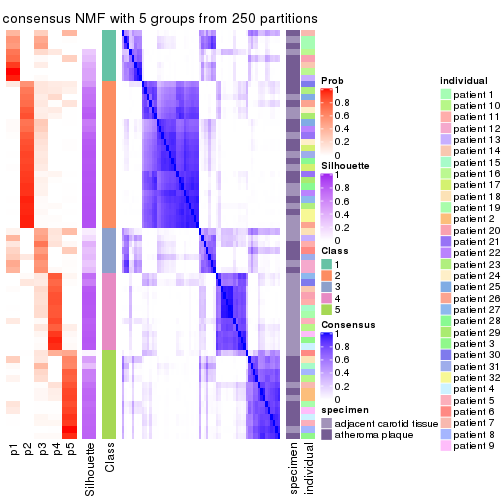 consensus NMF with 5 groups from 250 partitions
p1
p2
p3
p4
p5
Silhouette
Class
specimen
individual
Prob
1
0.8
0.6
0.4
0.2
0
Silhouette
1
0.8
0.6
0.4
0.2
0
Class
1
2
3
4
5
Consensus
1
0.8
0.6
0.4
0.2
0
specimen
adjacent carotid tissue
atheroma plaque
individual
patient 1
patient 10
patient 11
patient 12
patient 13
patient 14
patient 15
patient 16
patient 17
patient 18
patient 19
patient 2
patient 20
patient 21
patient 22
patient 23
patient 24
patient 25
patient 26
patient 27
patient 28
patient 29
patient 3
patient 30
patient 31
patient 32
patient 4
patient 5
patient 6
patient 7
patient 8
patient 9